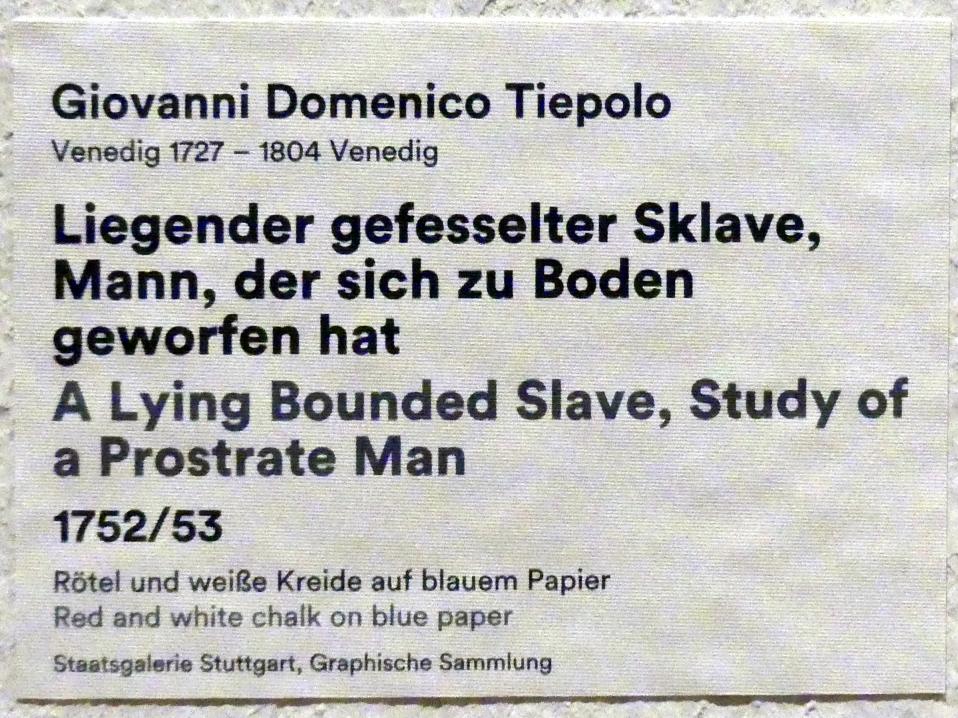 Giovanni Domenico Tiepolo
Venedig 1727 – 1804 Venedig
Liegender gefesselter Sklave,
Mann, der sich zu Boden
geworfen hat
A Lying Bounded Slave, Study of
a Prostrate Man
1752/53
Rötel und weiße Kreide auf blauem Papier
Red and white chalk on blue paper
Staatsgalerie Stuttgart, Graphische Sammlung